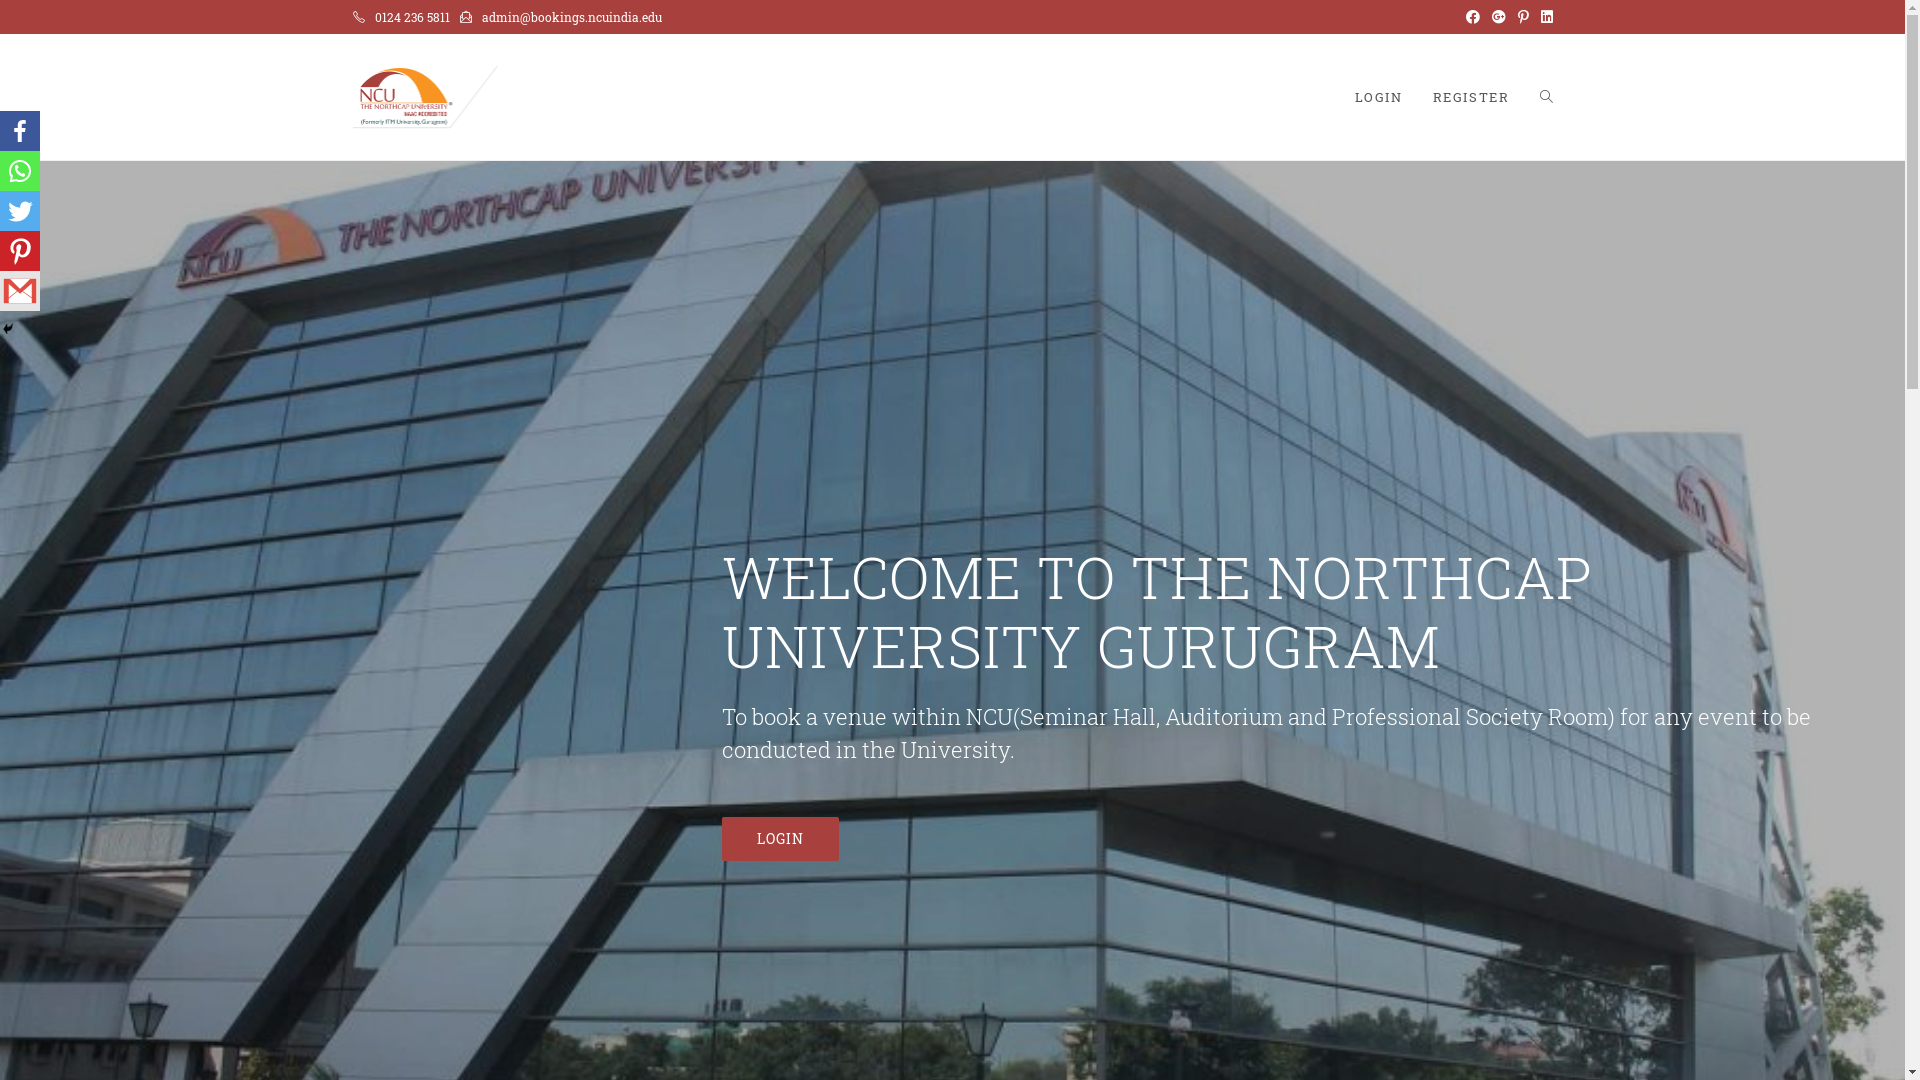 0124 236 5811 admin@bookings.ncuindia.edu
NCU
THE NORTHCAP UNIVERSITY
NAAC ACCREDITED
(Formerly ITM University, Gurugram)
LOGIN REGISTER
THE NORTHCAP UNIVERSITY
NCU
NCU
WELCOME TO THE NORTHCAP
UNIVERSITY GURUGRAM
To book a venue within NCU(Seminar Hall, Auditorium and Professional Society Room) for any event to be
conducted in the University.
LOGIN